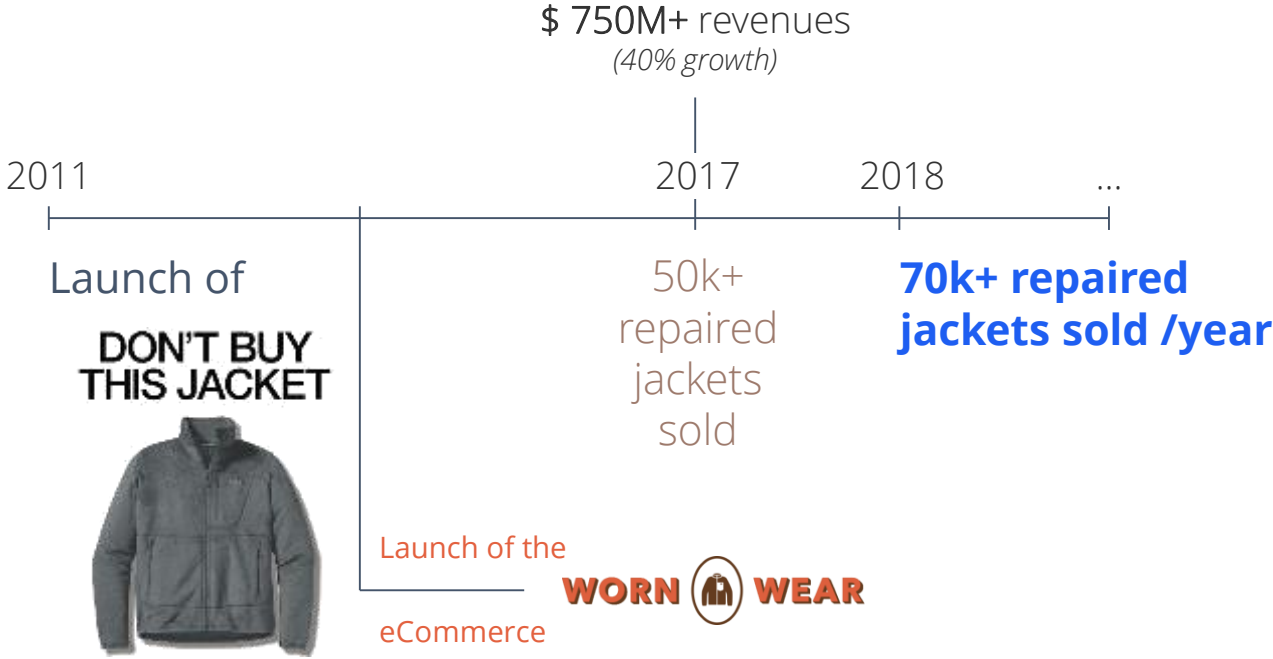 $ 750M+ revenues
(40% growth)
2011
2017
2018
...
Launch of
DON'T BUY
THIS JACKET
50k+
repaired
jackets
sold
70k+ repaired
jackets sold /year
Launch of the
WORN WEAR
eCommerce